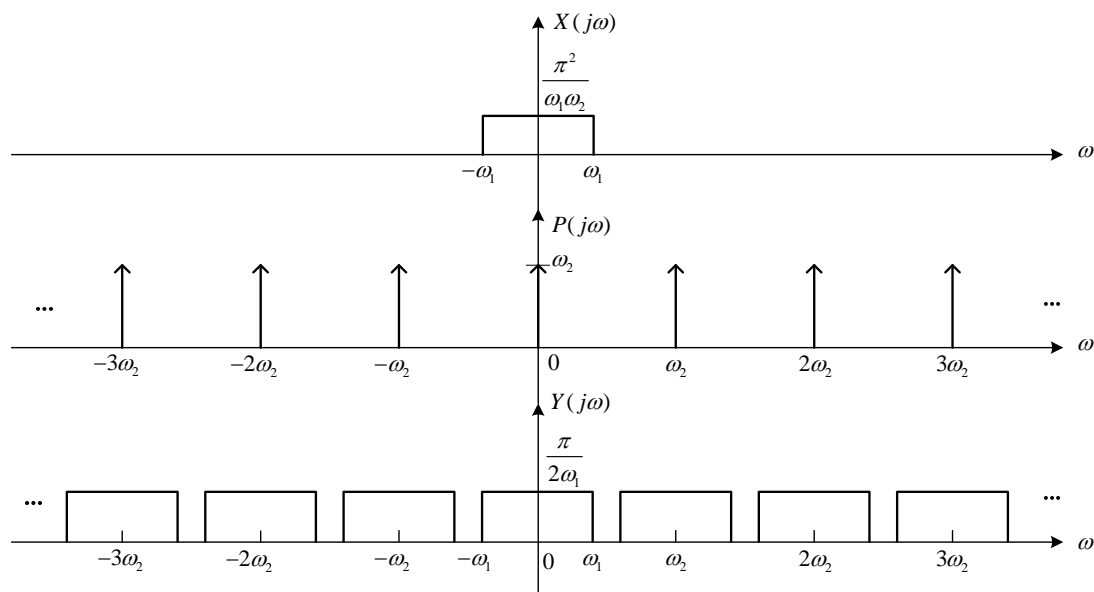 X(jω)
π²
ω₁ω₂
−ω₁ ω₁ ω
P(jω)
ω₂
... ...
−3ω₂ −2ω₂ −ω₂ 0 ω₂ 2ω₂ 3ω₂ ω
Y(jω)
π
2ω₁
... ...
−3ω₂ −2ω₂ −ω₂ −ω₁ 0 ω₁ ω₂ 2ω₂ 3ω₂ ω